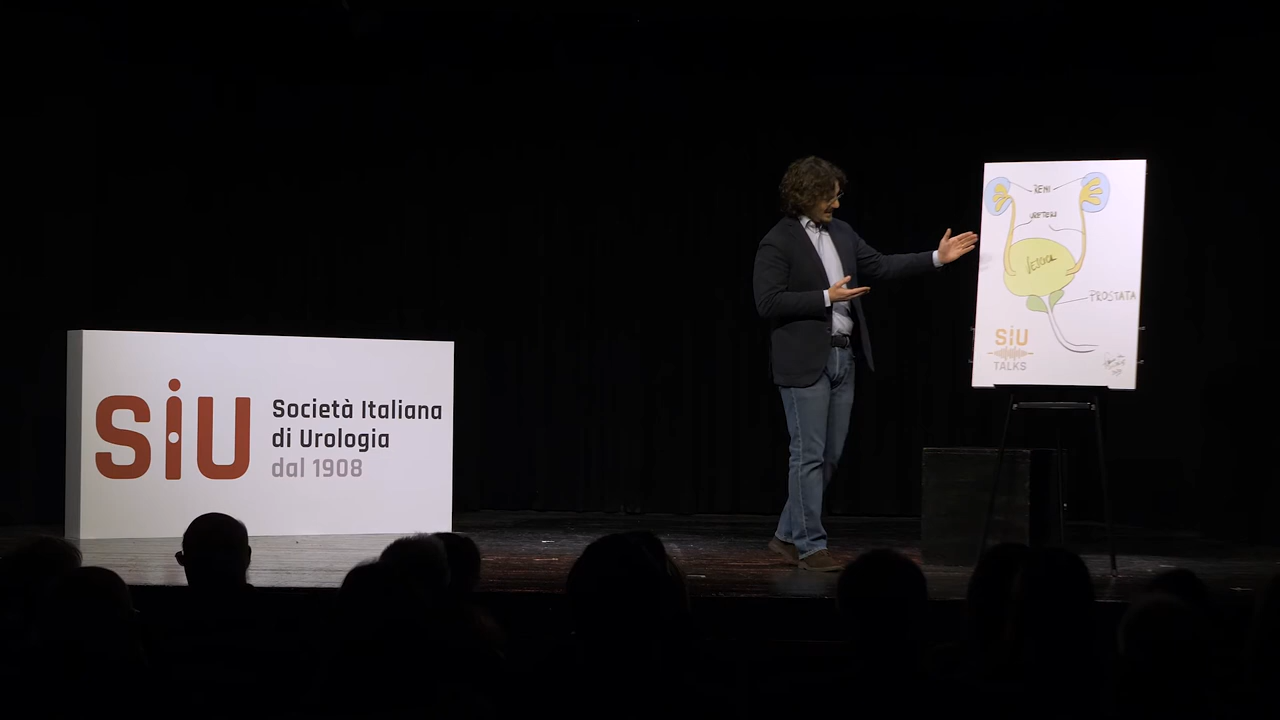 SiU
Società Italiana
di Urologia
dal 1908
RENI
URETERI
VESCICA
PROSTATA
SiU
TALKS